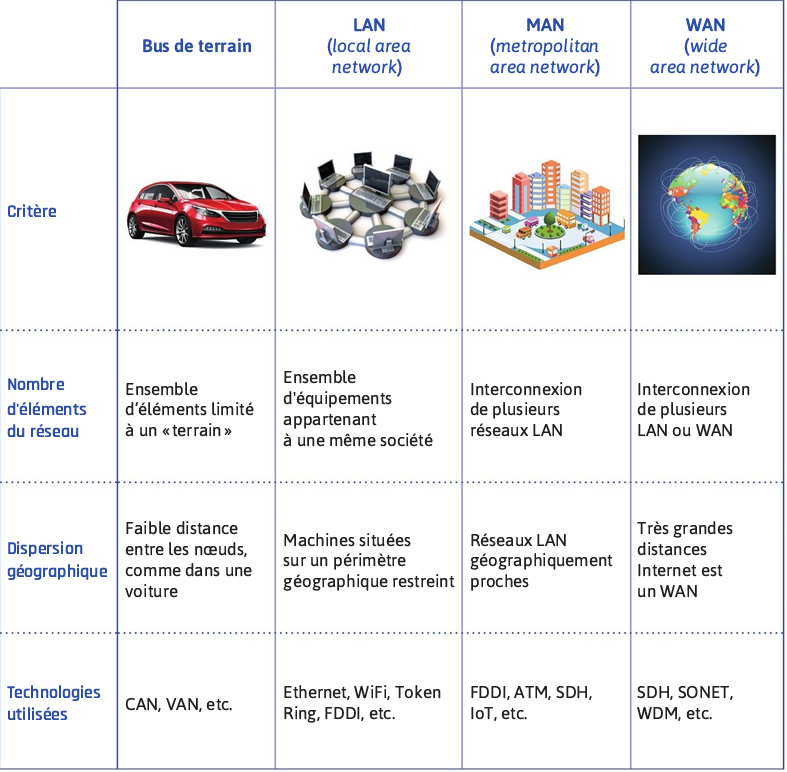 Bus de terrain
LAN
(local area
network)
MAN
(metropolitan
area network)
WAN
(wide
area network)
Critère
Nombre
d'éléments
du réseau
Ensemble
d’éléments limité
à un « terrain »
Ensemble
d'équipements
appartenant
à une même société
Interconnexion
de plusieurs
réseaux LAN
Interconnexion
de plusieurs
LAN ou WAN
Dispersion
géographique
Faible distance
entre les nœuds,
comme dans une
voiture
Machines situées
sur un périmètre
géographique restreint
Réseaux LAN
géographiquement
proches
Très grandes
distances
Internet est
un WAN
Technologies
utilisées
CAN, VAN, etc.
Ethernet, WiFi, Token
Ring, FDDI, etc.
FDDI, ATM, SDH,
IoT, etc.
SDH, SONET,
WDM, etc.